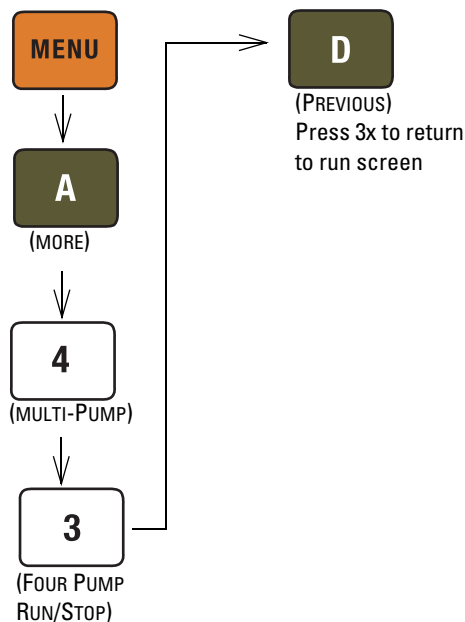 MENU
A
(MORE)
4
(MULTI-PUMP)
3
(FOUR PUMP
RUN/STOP)
D
(PREVIOUS)
Press 3x to return
to run screen